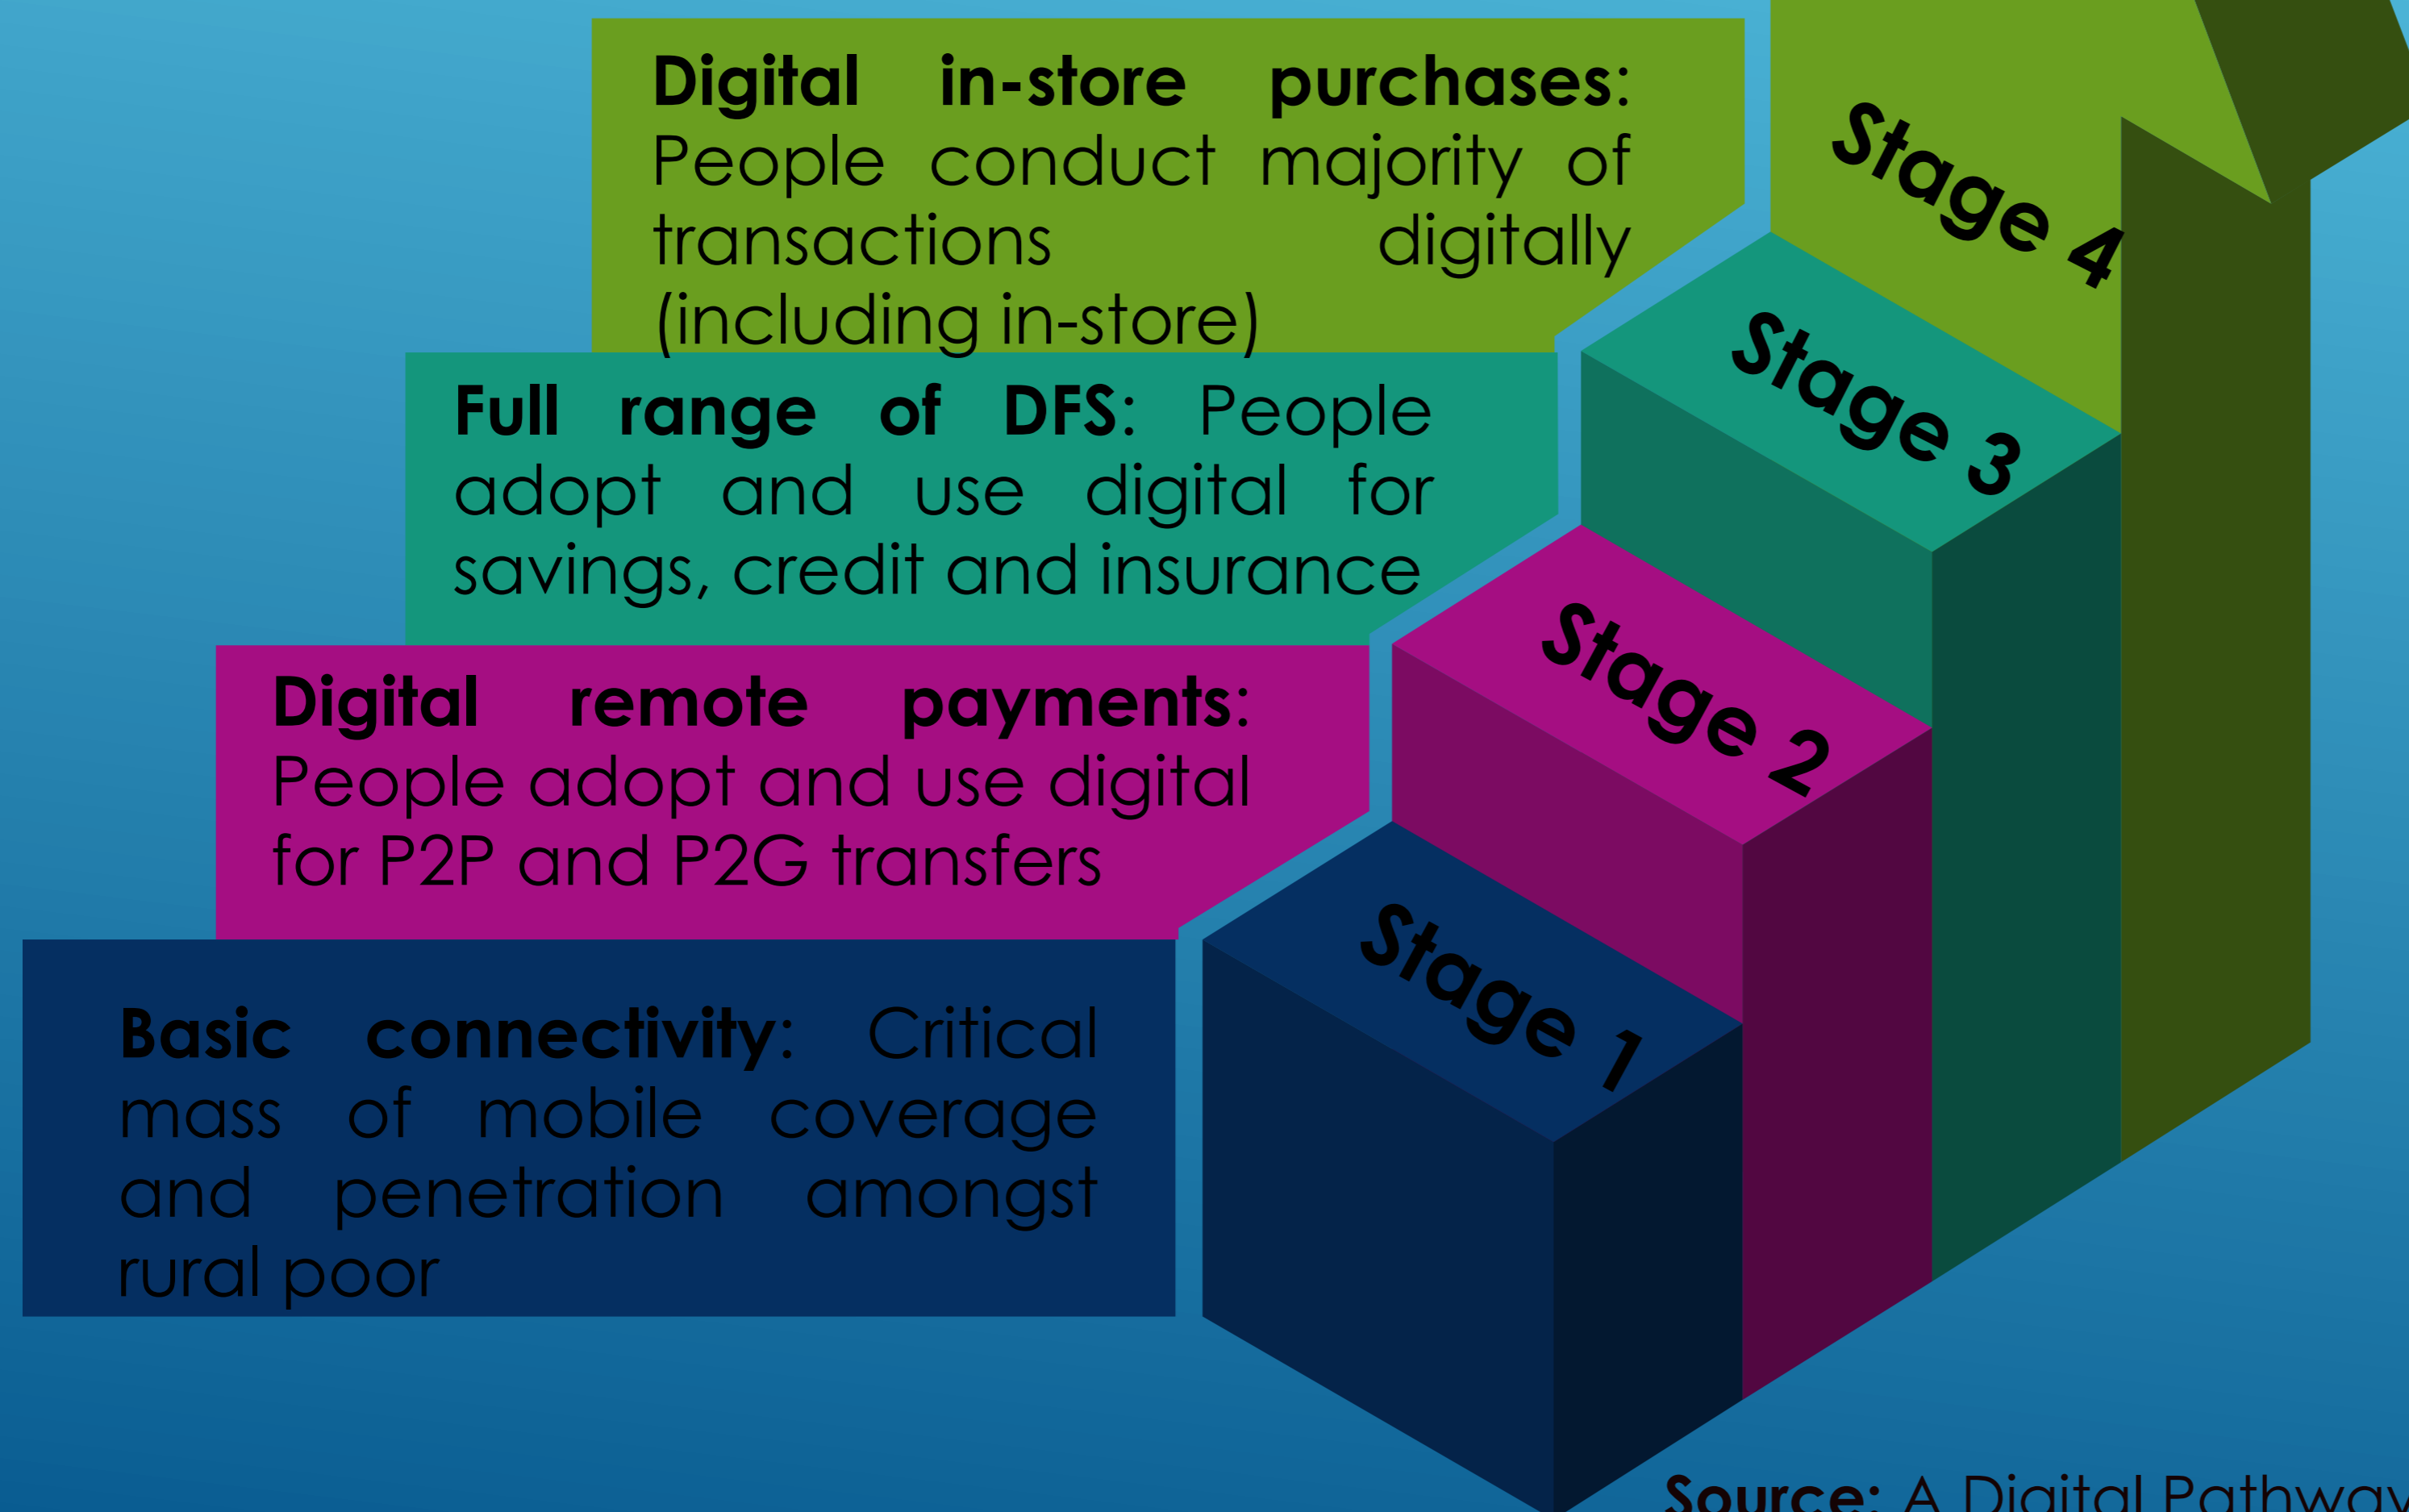 Digital in-store purchases:
People conduct majority of
transactions digitally
(including in-store)
Stage 4
Full range of DFS: People
adopt and use digital for
savings, credit and insurance
Stage 3
Digital remote payments:
People adopt and use digital
for P2P and P2G transfers
Stage 2
Basic connectivity: Critical
mass of mobile coverage
and penetration amongst
rural poor
Stage 1
Source: A Digital Pathway